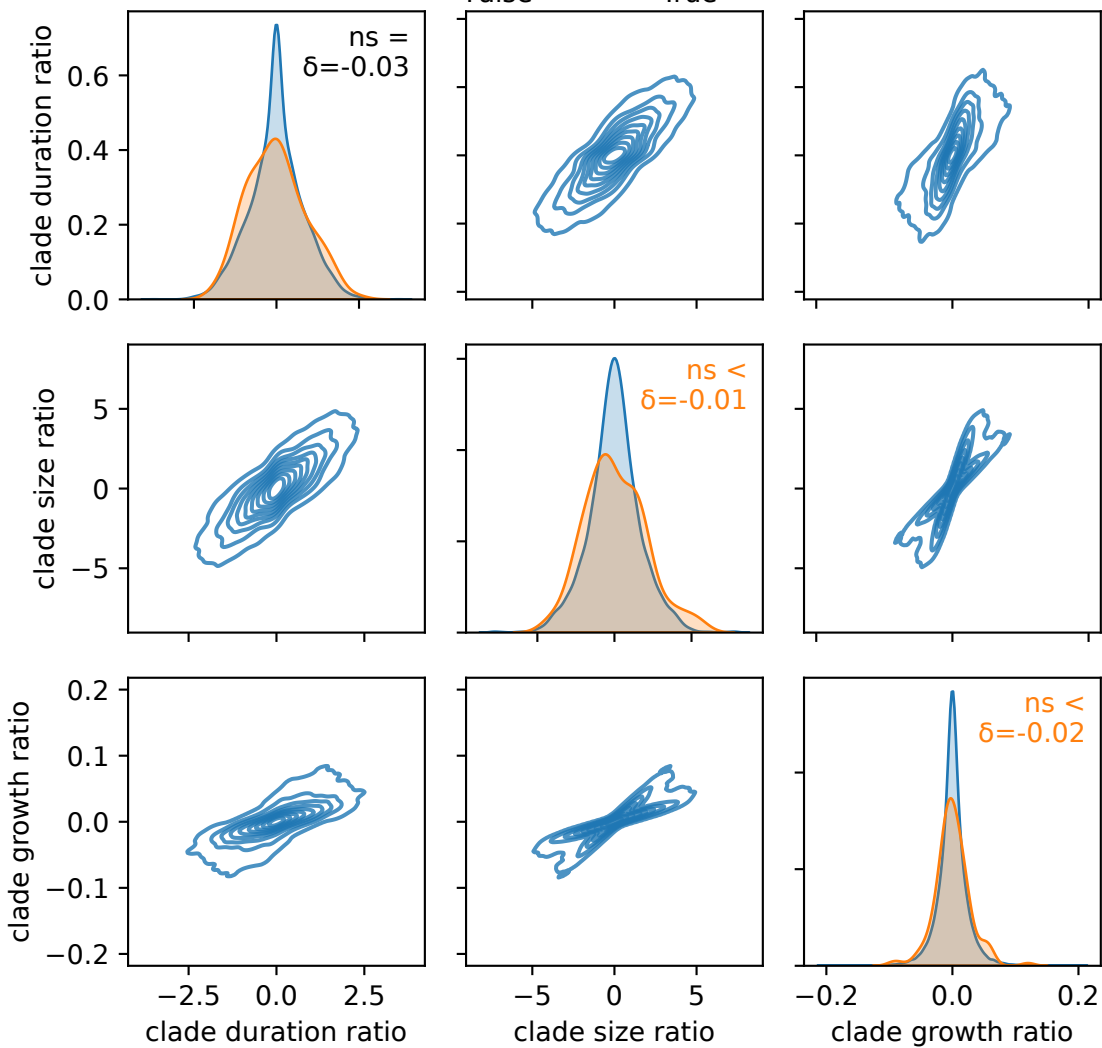 clade duration ratio
0.6
0.4
0.2
0.0
ns =
δ=-0.03
clade size ratio
5
0
−5
ns <
δ=-0.01
clade growth ratio
0.2
0.1
0.0
−0.1
−0.2
ns <
δ=-0.02
−2.5 0.0 2.5
−5 0 5
−0.2 0.0 0.2
clade duration ratio
clade size ratio
clade growth ratio